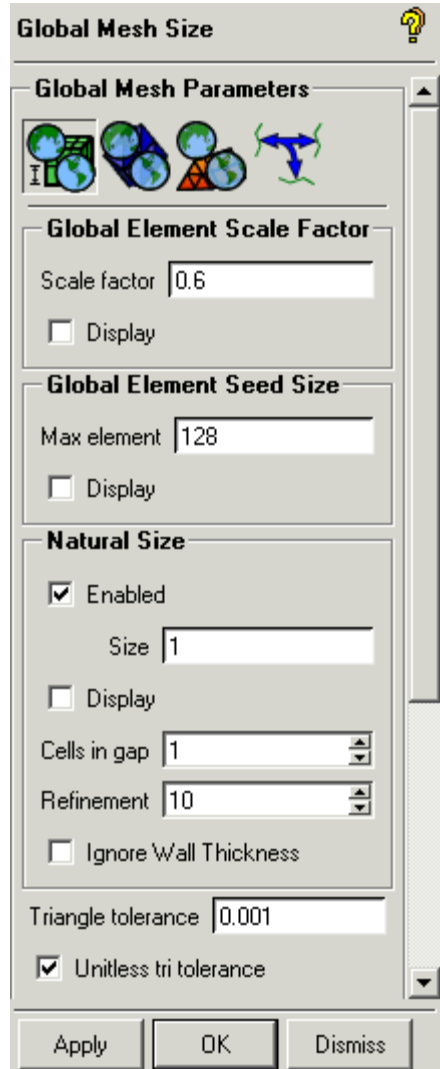 Global Mesh Size
Global Mesh Parameters
Global Element Scale Factor
Scale factor 0.6
Display
Global Element Seed Size
Max element 128
Display
Natural Size
Enabled
Size 1
Display
Cells in gap 1
Refinement 10
Ignore Wall Thickness
Triangle tolerance 0.001
Unitless tri tolerance
Apply OK Dismiss